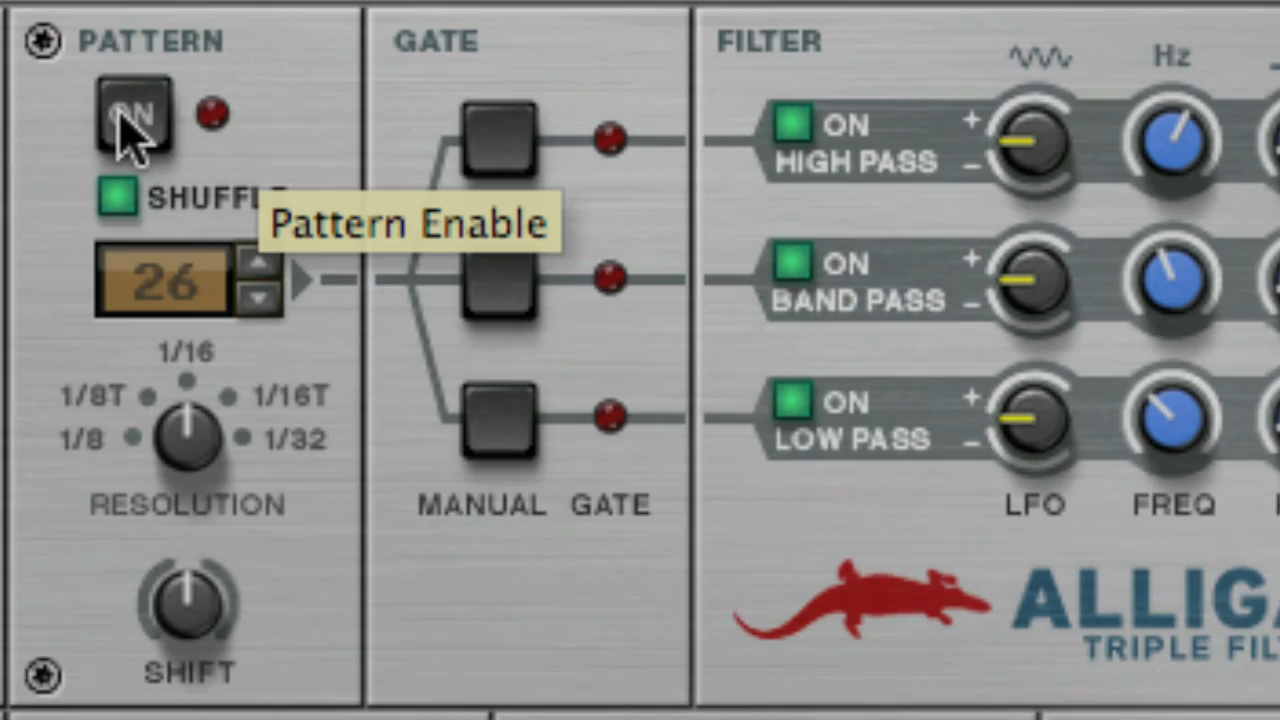 PATTERN
ON
SHUFFL
Pattern Enable
26
1/16
1/8T
1/16T
1/8
1/32
RESOLUTION
SHIFT
GATE
MANUAL GATE
FILTER
Hz
ON
HIGH PASS
+
−
ON
BAND PASS
+
−
ON
LOW PASS
+
−
LFO
FREQ
ALLIG
TRIPLE FIL